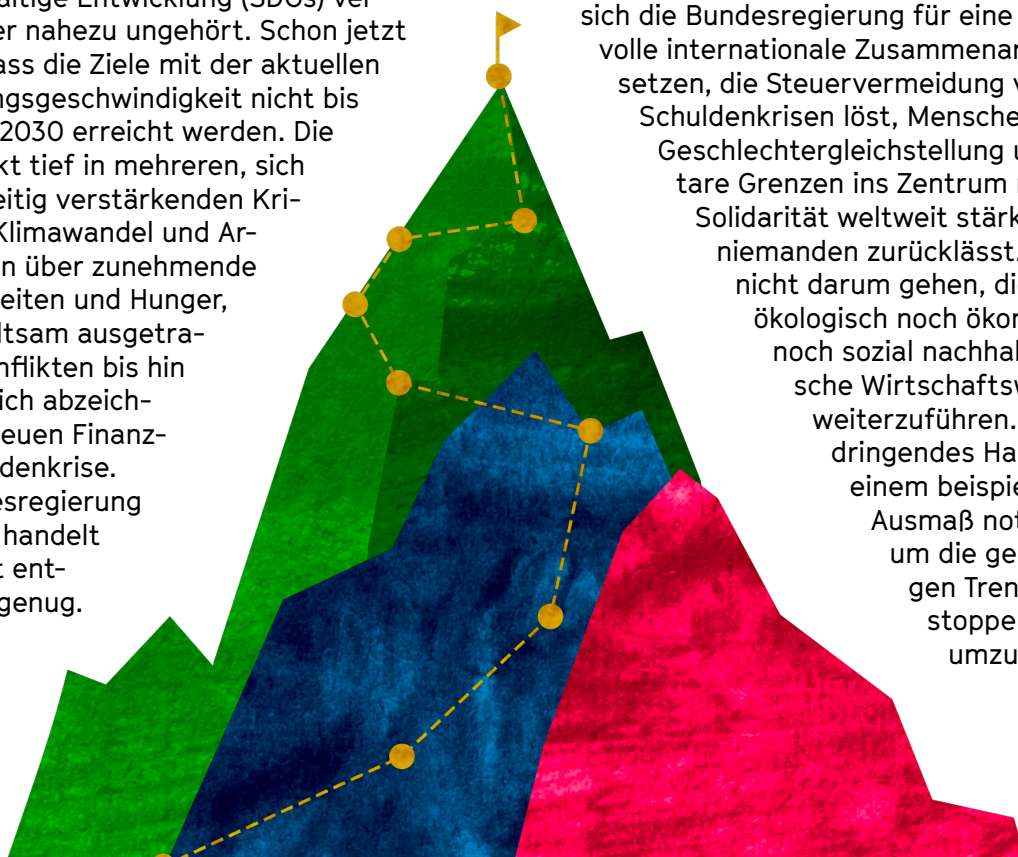 altige Entwicklung (SDGs) ver
er nahezu ungehört. Schon jetzt
ass die Ziele mit der aktuellen
ngsgeschwindigkeit nicht bis
2030 erreicht werden. Die
kt tief in mehreren, sich
eitig verstärkenden Kri-
Klimawandel und Ar-
n über zunehmende
eiten und Hunger,
ltsam ausgetra-
nflikten bis hin
ich abzeich-
euen Finanz-
denkrise.
esregierung
handelt
t ent-
genug.
sich die Bundesregierung für eine
volle internationale Zusammenar
setzen, die Steuervermeidung v
Schuldenkrisen löst, Mensche
Geschlechtergleichstellung u
tare Grenzen ins Zentrum
Solidarität weltweit stärk
niemanden zurücklässt.
nicht darum gehen, die
ökologisch noch ökon
noch sozial nachhal
sche Wirtschaftsw
weiterzuführen.
dringendes Ha
einem beispie
Ausmaß not
um die ge
gen Tren
stoppe
umzu